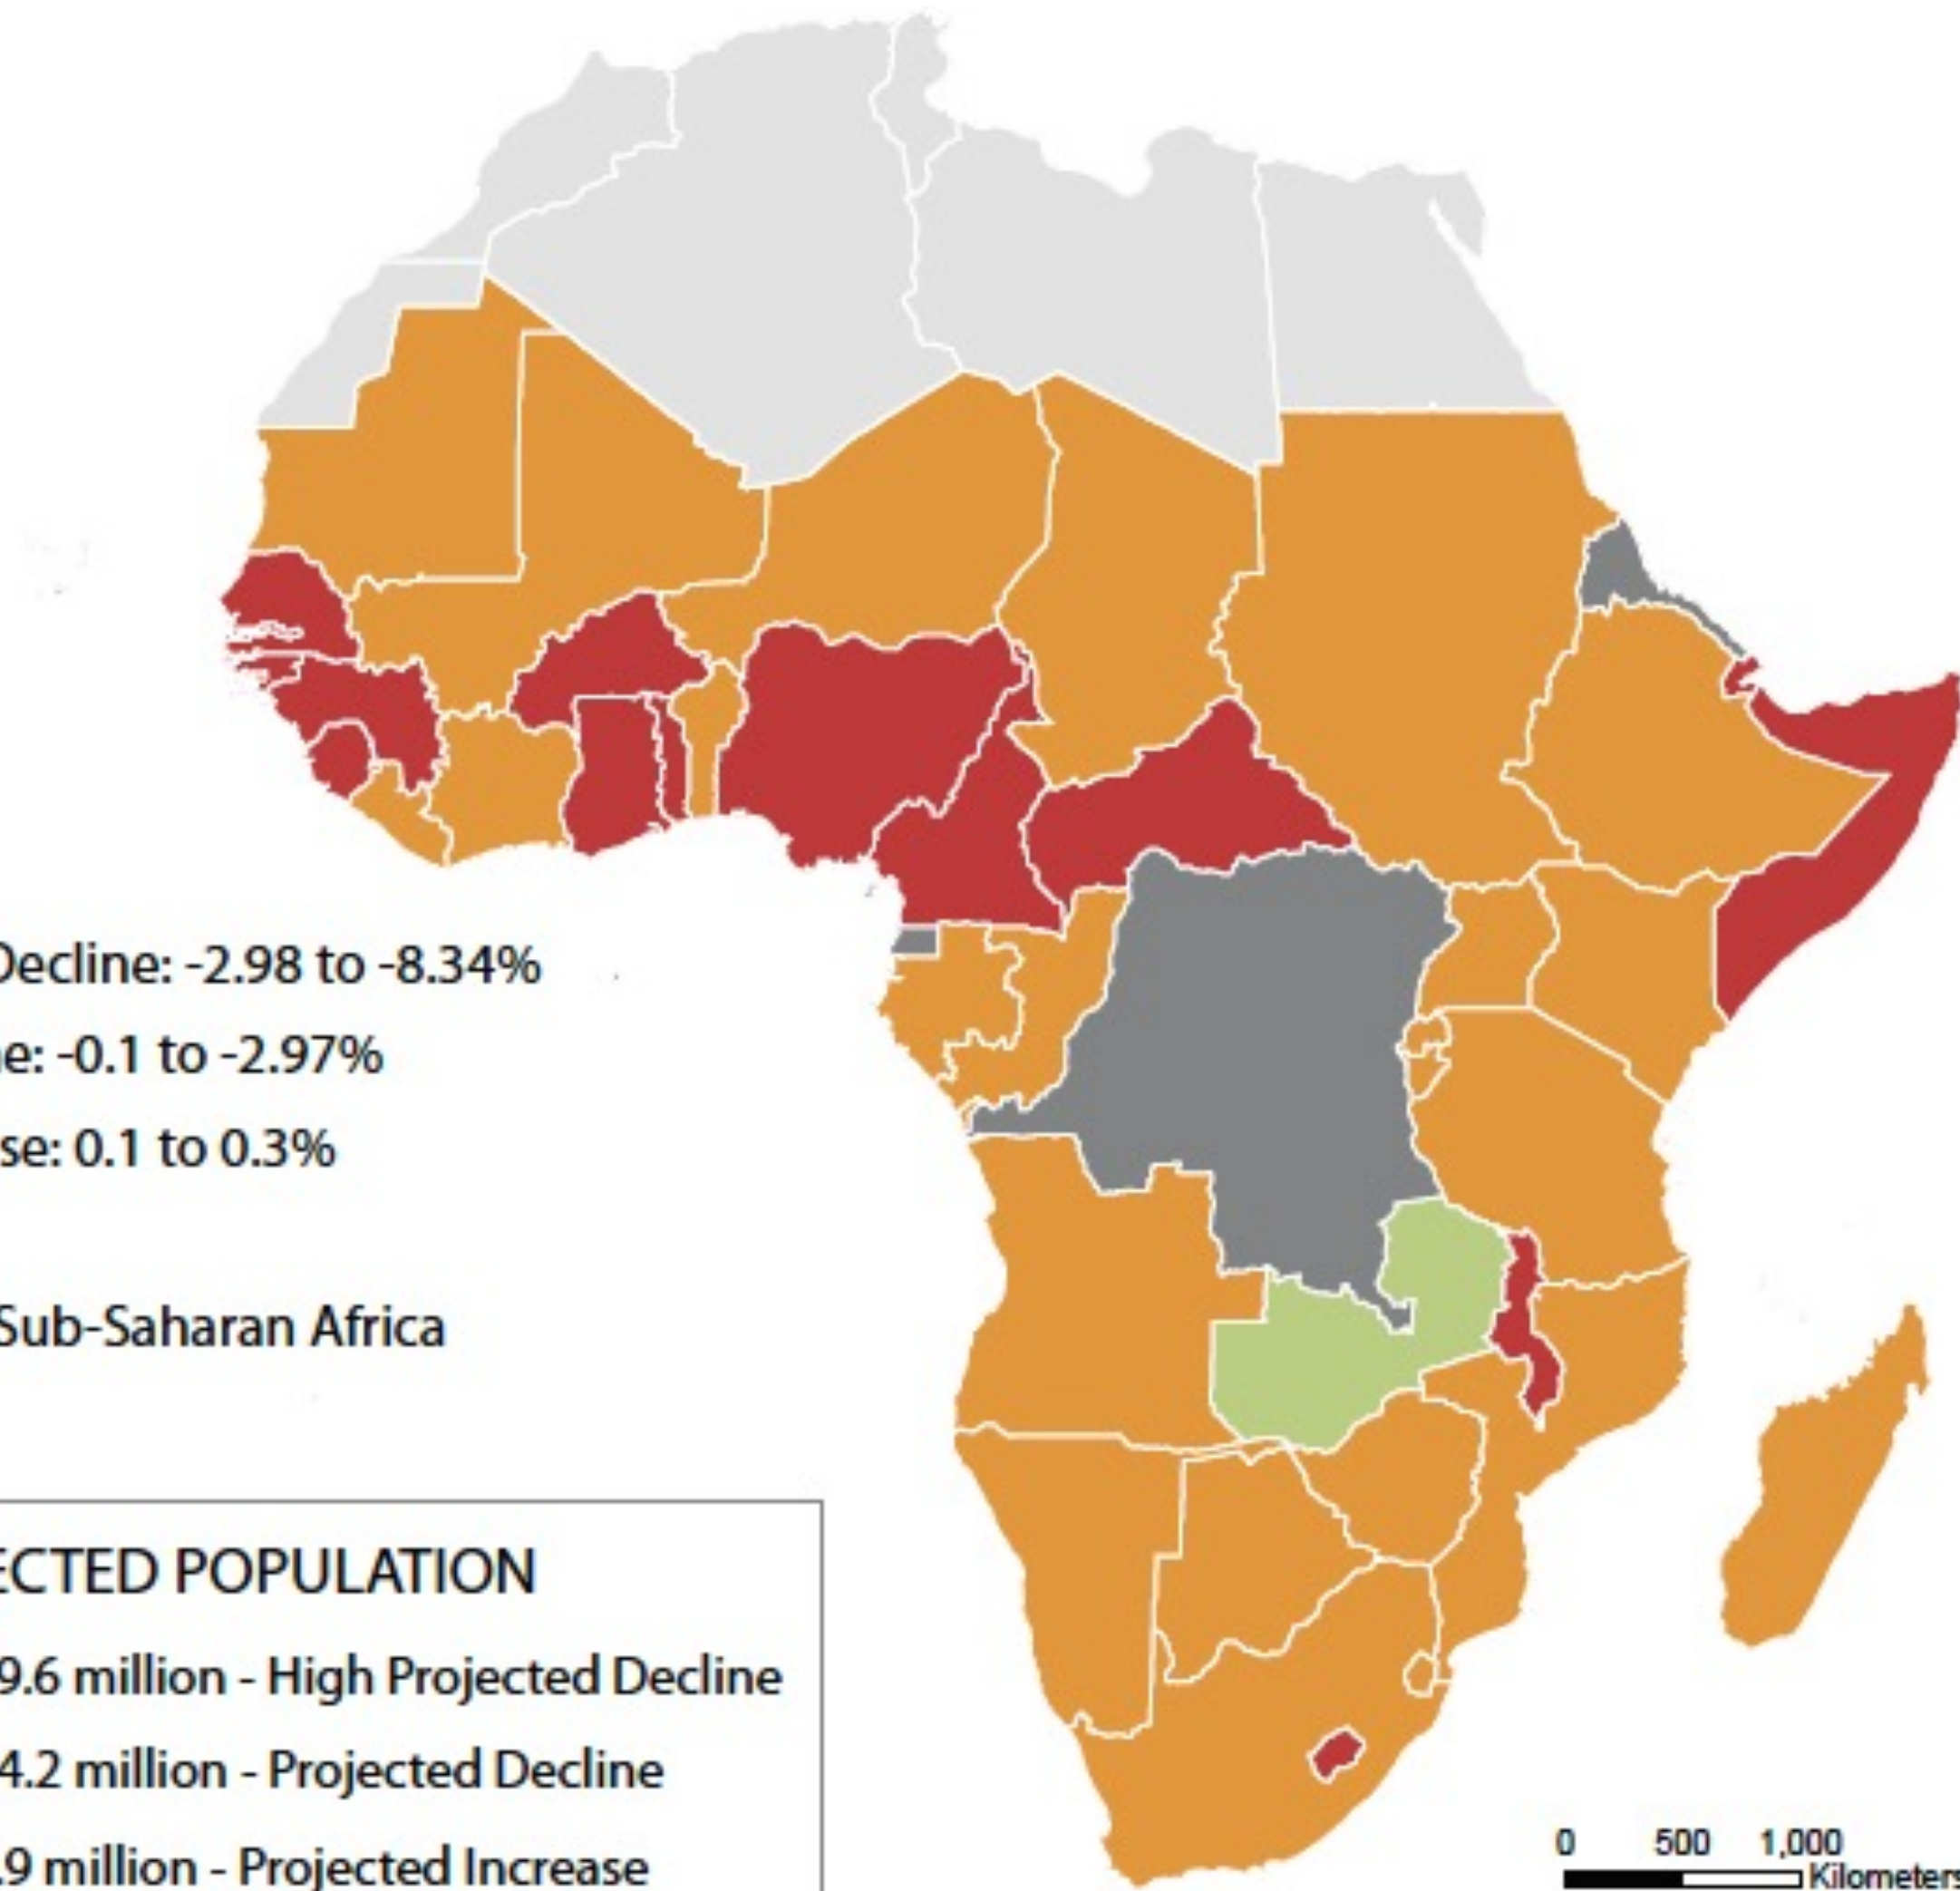 Decline: -2.98 to -8.34%
ne: -0.1 to -2.97%
se: 0.1 to 0.3%
Sub-Saharan Africa
ECTED POPULATION
9.6 million - High Projected Decline
4.2 million - Projected Decline
.9 million - Projected Increase
0 500 1,000
Kilometers